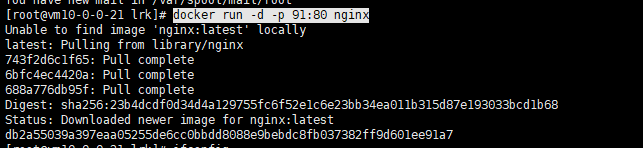 You have new mail in /var/spool/mail/root
[root@vm10-0-0-21 lrk]# docker run -d -p 91:80 nginx
Unable to find image 'nginx:latest' locally
latest: Pulling from library/nginx
743f2d6c1f65: Pull complete
6bfc4ec4420a: Pull complete
688a776db95f: Pull complete
Digest: sha256:23b4dcdf0d34d4a129755fc6f52e1c6e23bb34ea011b315d87e193033bcd1b68
Status: Downloaded newer image for nginx:latest
db2a55039a397eaa05255de6cc0bbdd8088e9bebdc8fb037382ff9d601ee91a7
[root@vm10-0-0-21 lrk]# ifconfig